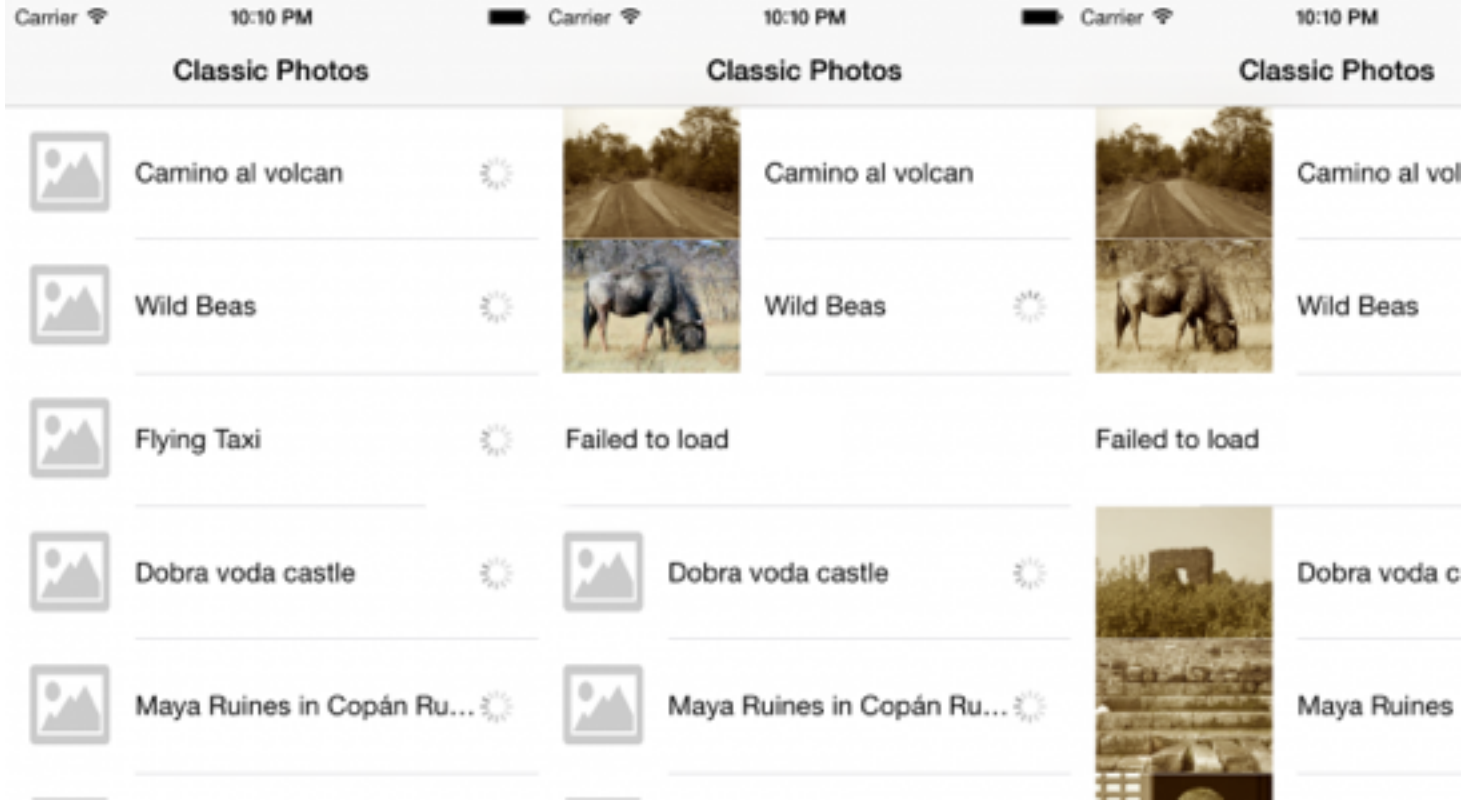 Carrier 10:10 PM
Classic Photos
Camino al volcan
Wild Beas
Flying Taxi
Dobra voda castle
Maya Ruines in Copán Ru...
Carrier 10:10 PM
Classic Photos
Camino al volcan
Wild Beas
Failed to load
Dobra voda castle
Maya Ruines in Copán Ru...
Carrier 10:10 PM
Classic Photos
Camino al vol
Wild Beas
Failed to load
Dobra voda c
Maya Ruines